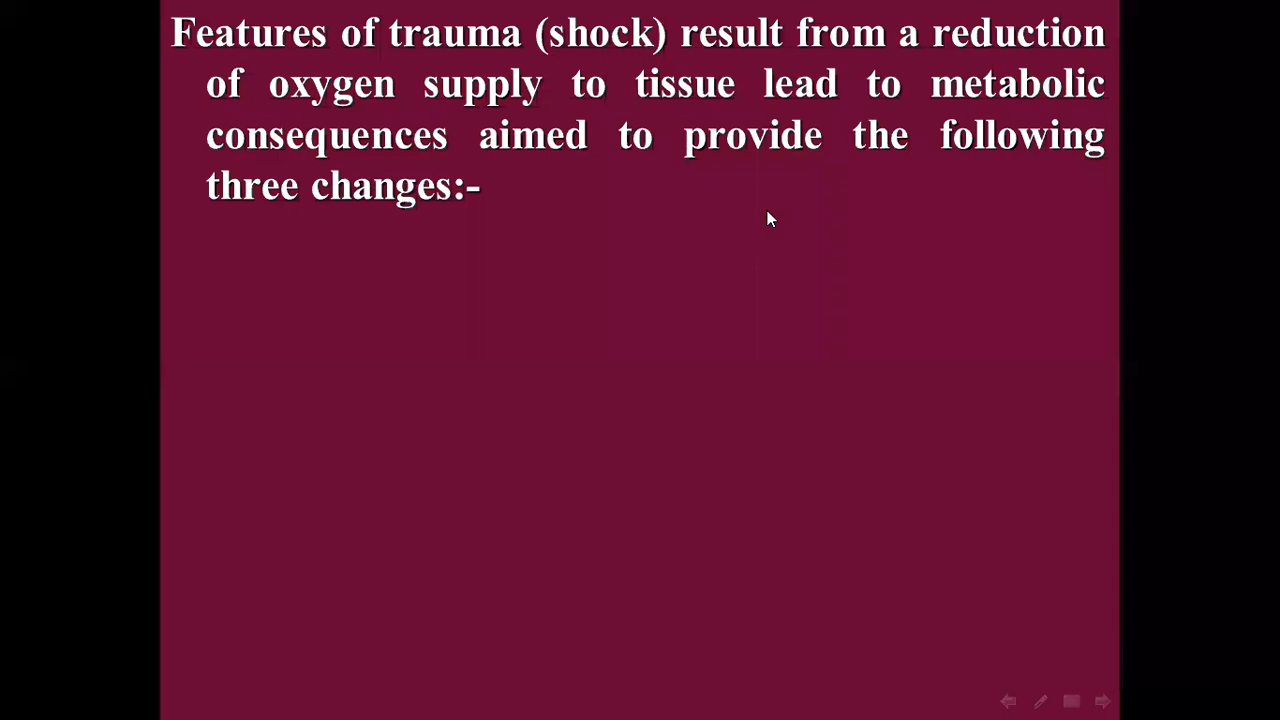 Features of trauma (shock) result from a reduction
of oxygen supply to tissue lead to metabolic
consequences aimed to provide the following
three changes:-